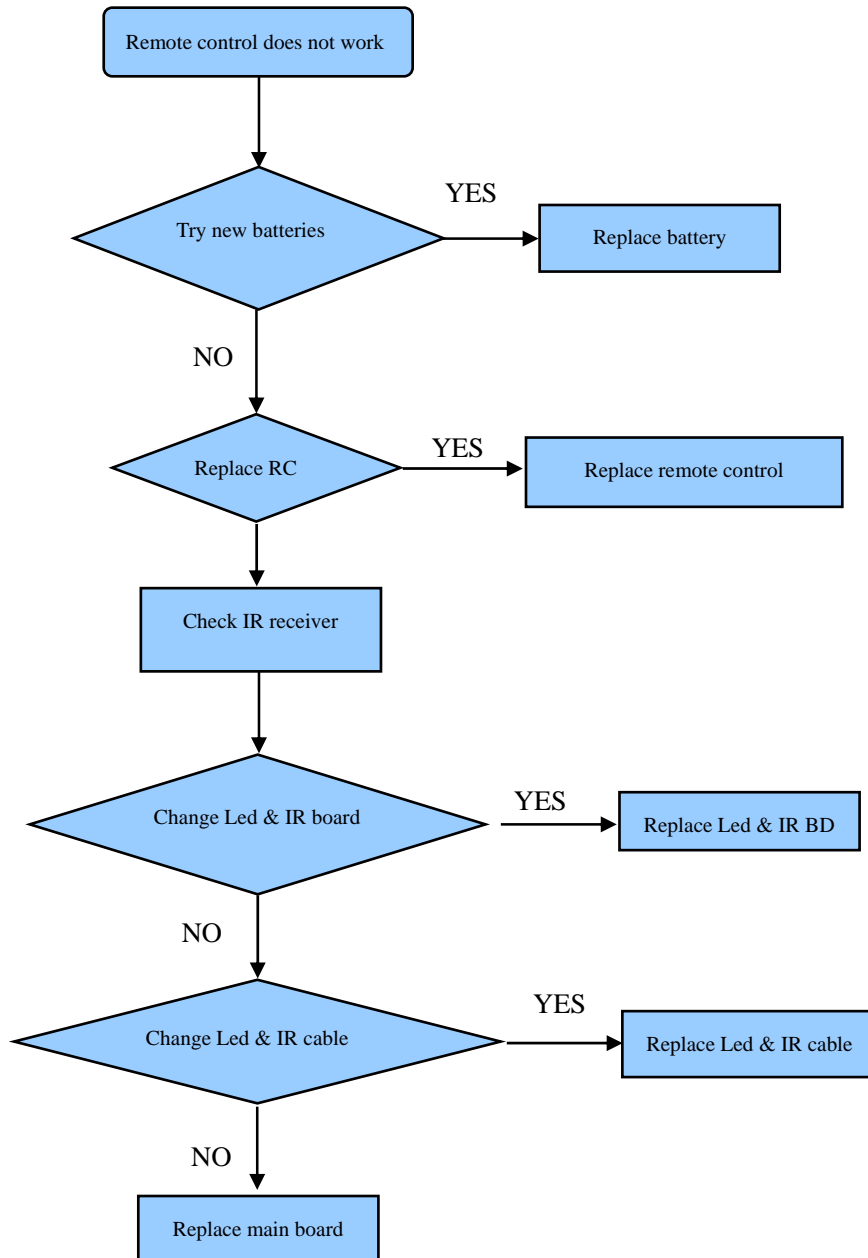 Remote control does not work
YES
Try new batteries
Replace battery
NO
YES
Replace RC
Replace remote control
Check IR receiver
YES
Change Led & IR board
Replace Led & IR BD
NO
YES
Change Led & IR cable
Replace Led & IR cable
NO
Replace main board